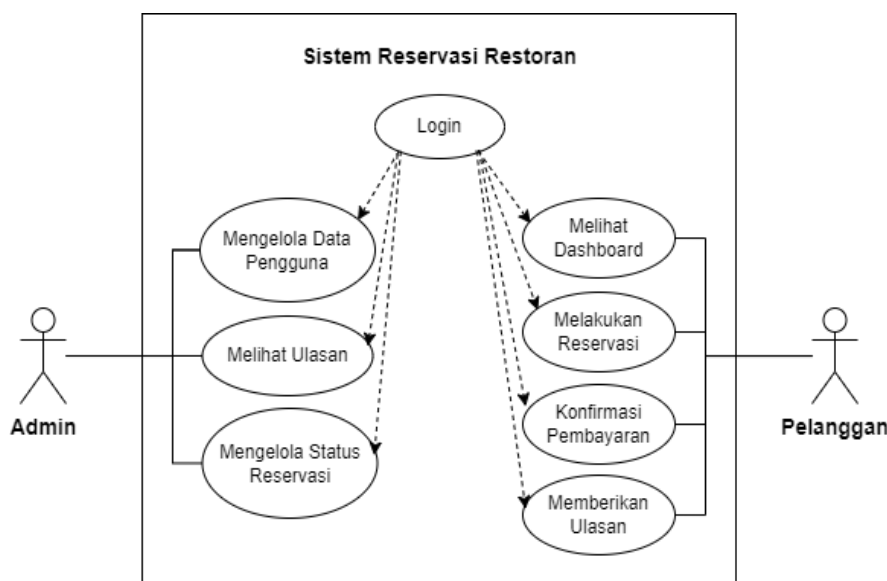 Sistem Reservasi Restoran
Login
Mengelola Data
Pengguna
Melihat Ulasan
Mengelola Status
Reservasi
Melihat
Dashboard
Melakukan
Reservasi
Konfirmasi
Pembayaran
Memberikan
Ulasan
Admin
Pelanggan